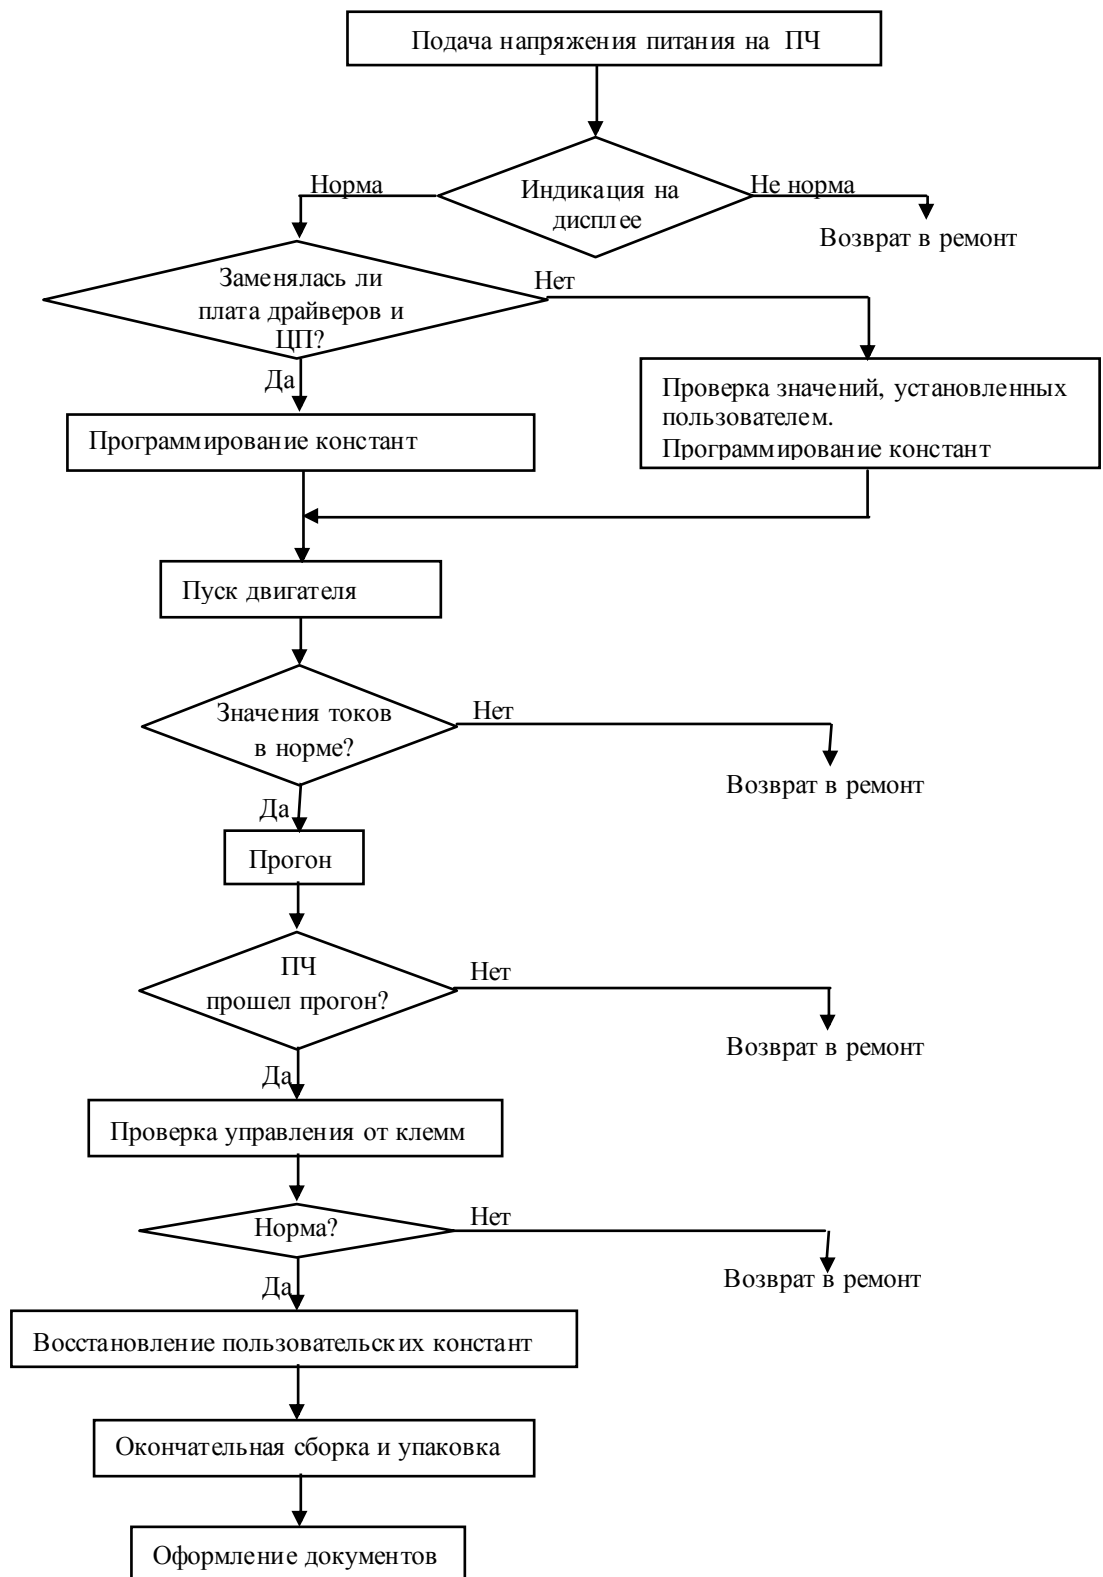 Подача напряжения питания на ПЧ
Норма
Индикация на
дисплее
Не норма
Возврат в ремонт
Заменялась ли
плата драйверов и
ЦП?
Нет
Да
Проверка значений, установленных
пользователем.
Программирование констант
Программирование констант
Пуск двигателя
Значения токов
в норме?
Нет
Возврат в ремонт
Да
Прогон
ПЧ
прошел прогон?
Нет
Возврат в ремонт
Да
Проверка управления от клемм
Норма?
Нет
Возврат в ремонт
Да
Восстановление пользовательских констант
Окончательная сборка и упаковка
Оформление документов